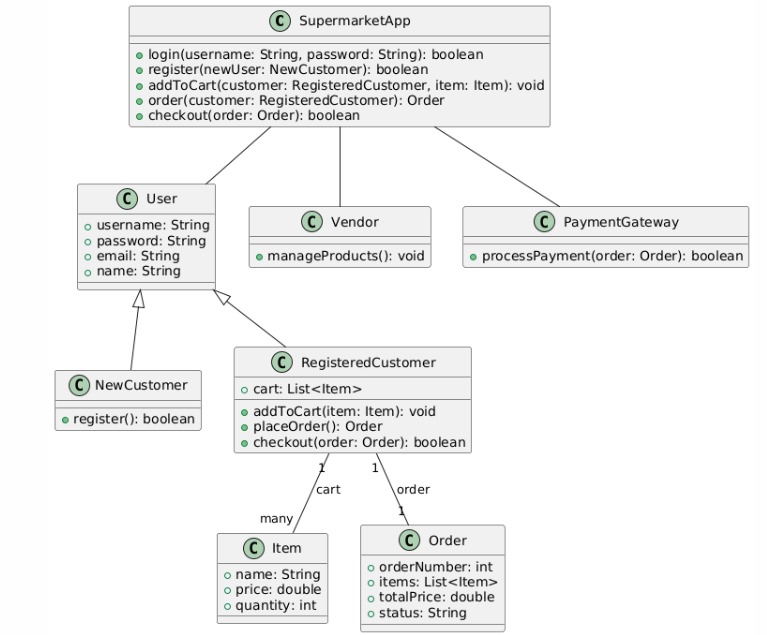 C SupermarketApp
login(username: String, password: String): boolean
register(newUser: NewCustomer): boolean
addToCart(customer: RegisteredCustomer, item: Item): void
order(customer: RegisteredCustomer): Order
checkout(order: Order): boolean
C User
username: String
password: String
email: String
name: String
C Vendor
manageProducts(): void
C PaymentGateway
processPayment(order: Order): boolean
C NewCustomer
register(): boolean
C RegisteredCustomer
cart: List<Item>
addToCart(item: Item): void
placeOrder(): Order
checkout(order: Order): boolean
1
cart
many
1
order
1
C Item
name: String
price: double
quantity: int
C Order
orderNumber: int
items: List<Item>
totalPrice: double
status: String